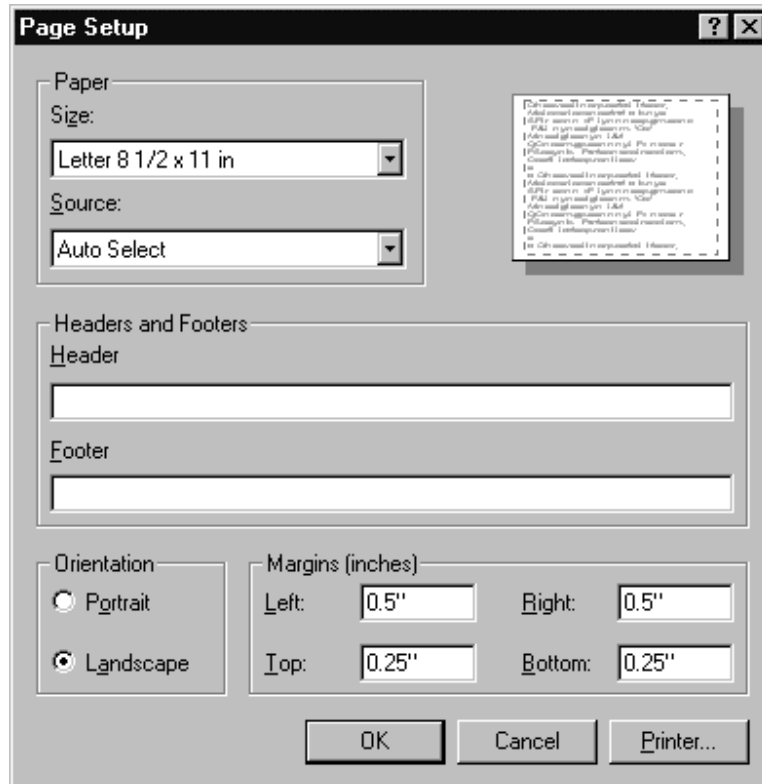 Page Setup
Paper
Size:
Letter 8 1/2 x 11 in
Source:
Auto Select
Headers and Footers
Header
Footer
Orientation
Portrait
Landscape
Margins (inches)
Left: 0.5" Right: 0.5"
Top: 0.25" Bottom: 0.25"
OK Cancel Printer...